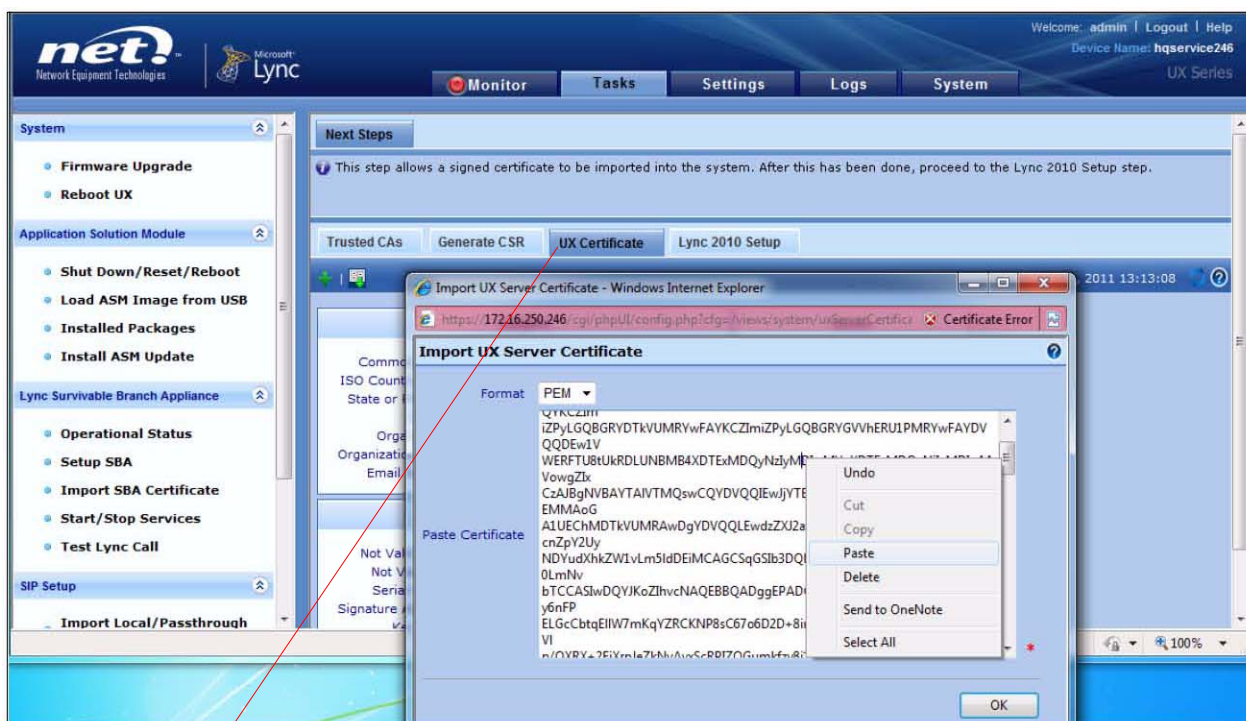 Welcome: admin | Logout | Help
Device Name: hqservice246
UX Series
net!
Network Equipment Technologies
Microsoft
Lync
Monitor
Tasks
Settings
Logs
System
System
Firmware Upgrade
Reboot UX
Application Solution Module
Shut Down/Reset/Reboot
Load ASM Image from USB
Installed Packages
Install ASM Update
Lync Survivable Branch Appliance
Operational Status
Setup SBA
Import SBA Certificate
Start/Stop Services
Test Lync Call
SIP Setup
Import Local/Passthrough
Next Steps
This step allows a signed certificate to be imported into the system. After this has been done, proceed to the Lync 2010 Setup step.
Trusted CAs
Generate CSR
UX Certificate
Lync 2010 Setup
2011 13:13:08
Commo
ISO Count
State or
Orga
Organizatio
Email
Not Val
Not V
Seria
Signature
Import UX Server Certificate - Windows Internet Explorer
https://172.16.250.246/cgi/phpUI/config.php?cfg=/views/system/uxServerCertific
Certificate Error
Import UX Server Certificate
Format
PEM
Paste Certificate
iZPyLGQBGRYDTkVUMRYwFAYKCZImiZPyLGQBGRYGVVhERU1PMRYwFAYDV
QQDEw1V
VowgZIx
CzAJBgNVBAYTAlVTMQswCQYDVQQIEwJjYTE
EMMAoG
A1UEChMDTkVUMRAwDgYDVQQLEwdzZXJ2a
cnZpY2Uy
NDYudXhkZW1vLm5ldDEiMCAGCSqGSIb3DQ
0LmNv
bTCCASIwDQYJKoZIhvcNAQEBBQADggEPAD
y6nFP
VI
Undo
Cut
Copy
Paste
Delete
Send to OneNote
Select All
*
OK
100%